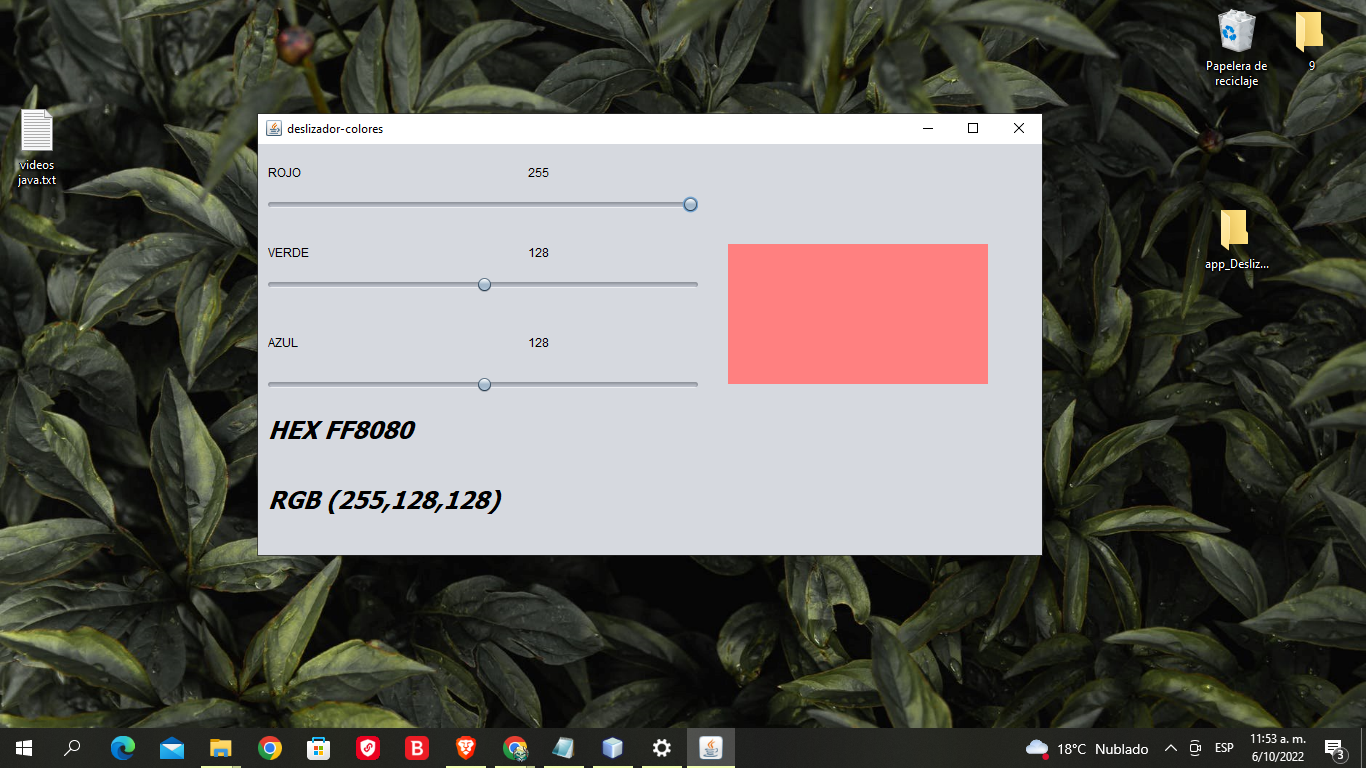 Papelera de
reciclaje
9
videos
java.txt
deslizador-colores
ROJO 255
VERDE 128
AZUL 128
HEX FF8080
RGB (255,128,128)
app_Desliz...
B
18°C Nublado
ESP
11:53 a. m.
6/10/2022
3